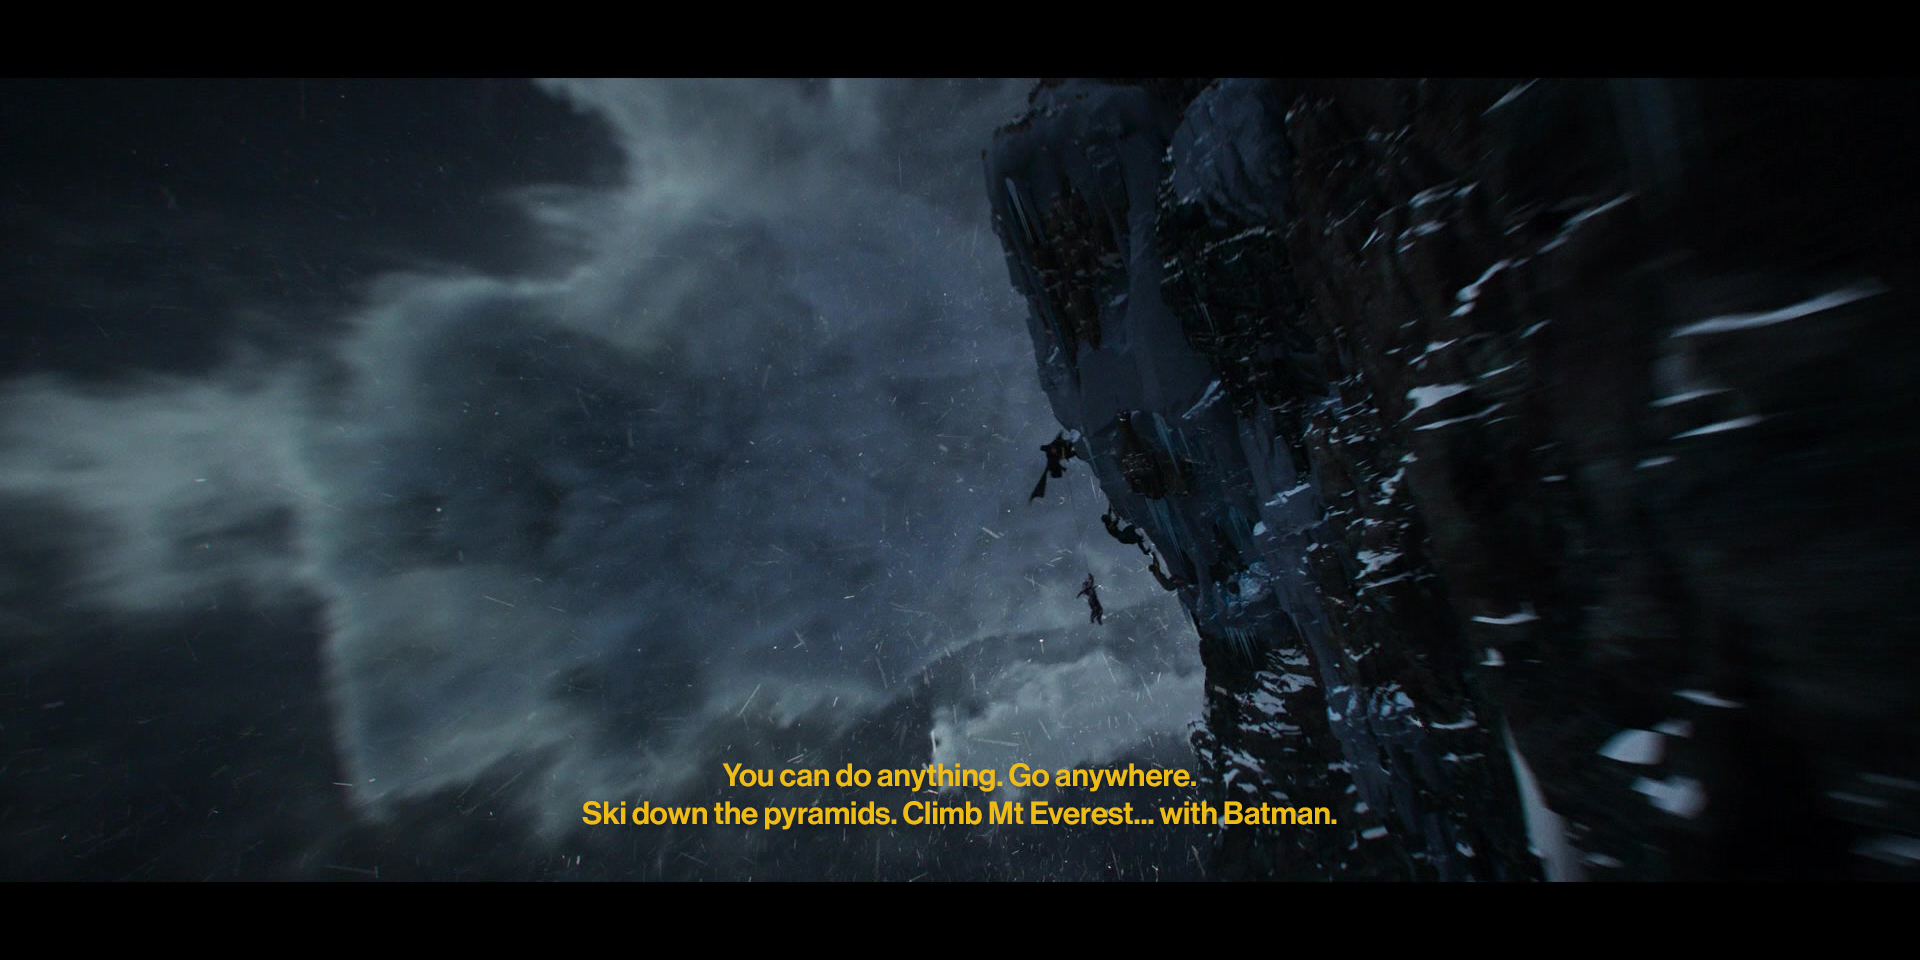 You can do anything. Go anywhere.
Ski down the pyramids. Climb Mt Everest... with Batman.